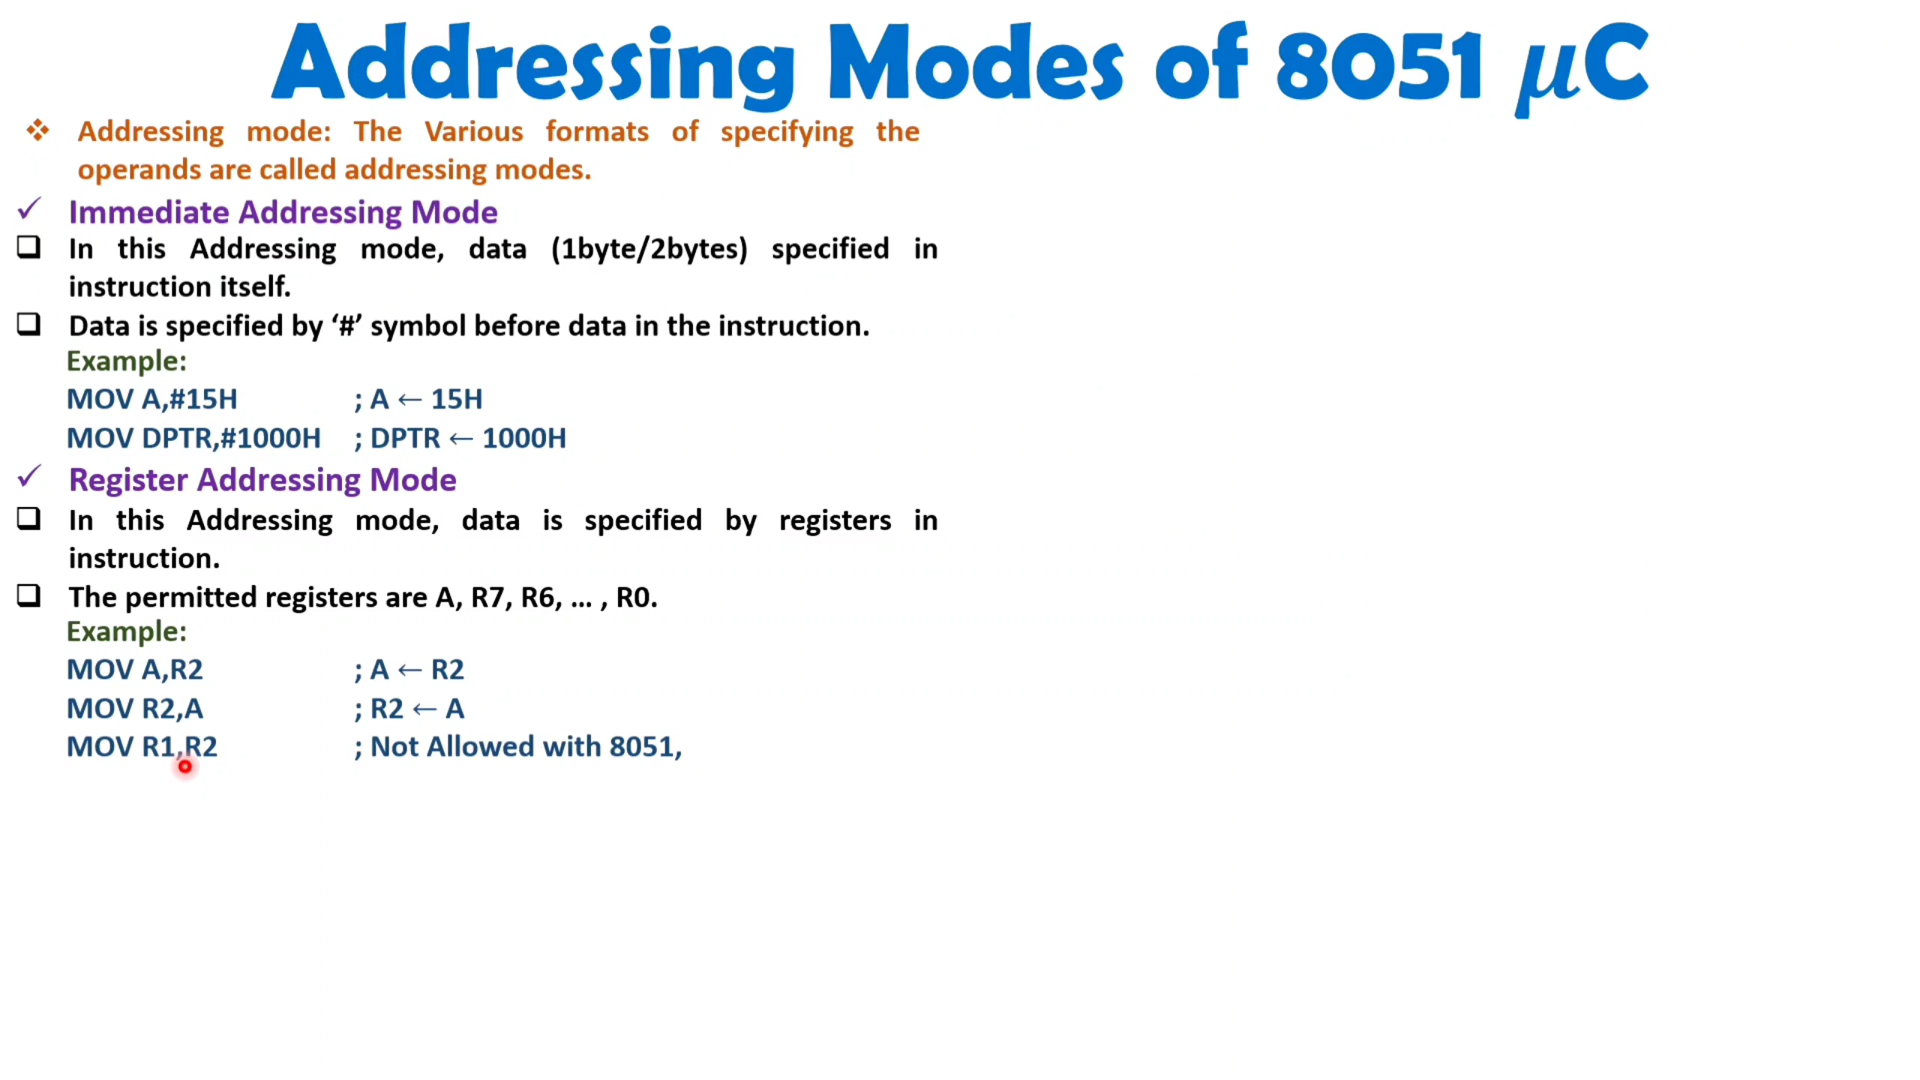 Addressing Modes of 8051 μC
❖ Addressing mode: The Various formats of specifying the
operands are called addressing modes.
✓ Immediate Addressing Mode
❑ In this Addressing mode, data (1byte/2bytes) specified in
instruction itself.
❑ Data is specified by ‘#’ symbol before data in the instruction.
Example:
MOV A,#15H ; A ← 15H
MOV DPTR,#1000H ; DPTR ← 1000H
✓ Register Addressing Mode
❑ In this Addressing mode, data is specified by registers in
instruction.
❑ The permitted registers are A, R7, R6, ... , R0.
Example:
MOV A,R2 ; A ← R2
MOV R2,A ; R2 ← A
MOV R1,R2 ; Not Allowed with 8051,